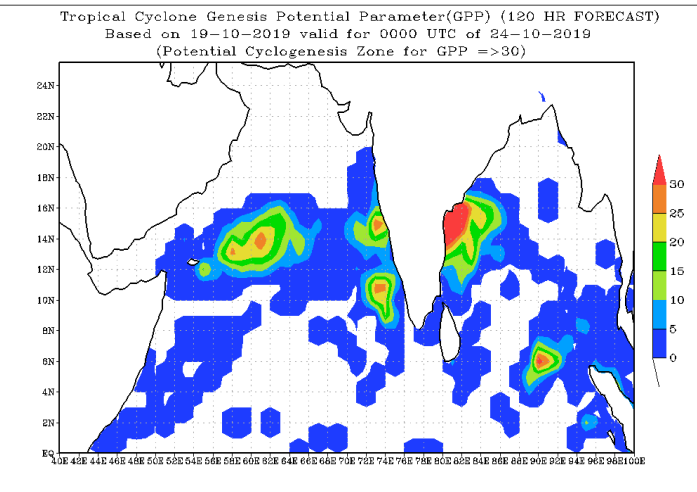 Tropical Cyclone Genesis Potential Parameter(GPP) (120 HR FORECAST)
Based on 19-10-2019 valid for 0000 UTC of 24-10-2019
(Potential Cyclogenesis Zone for GPP =>30)
24N
22N
20N
18N
16N
14N
12N
10N
8N
6N
4N
2N
EQ
40E 42E 44E 46E 48E 50E 52E 54E 56E 58E 60E 62E 64E 66E 68E 70E 72E 74E 76E 78E 80E 82E 84E 86E 88E 90E 92E 94E 96E 98E 100E
30
25
20
15
10
5
0